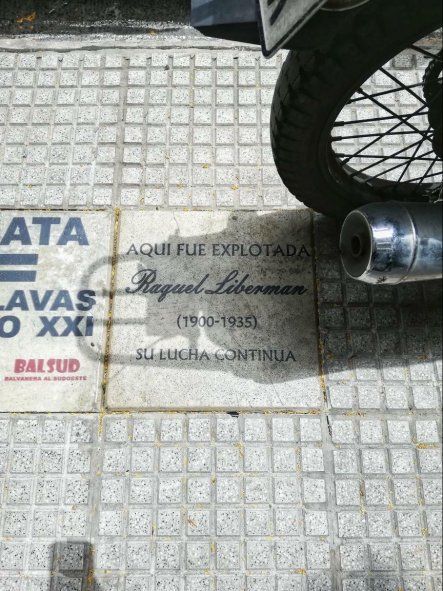 ATA
=
LAVAS
O XXI
BALSUD
BALVANERA AL SUDOESTE
AQUI FUE EXPLOTADA
Raquel Liberman
(1900-1935)
SU LUCHA CONTINUA